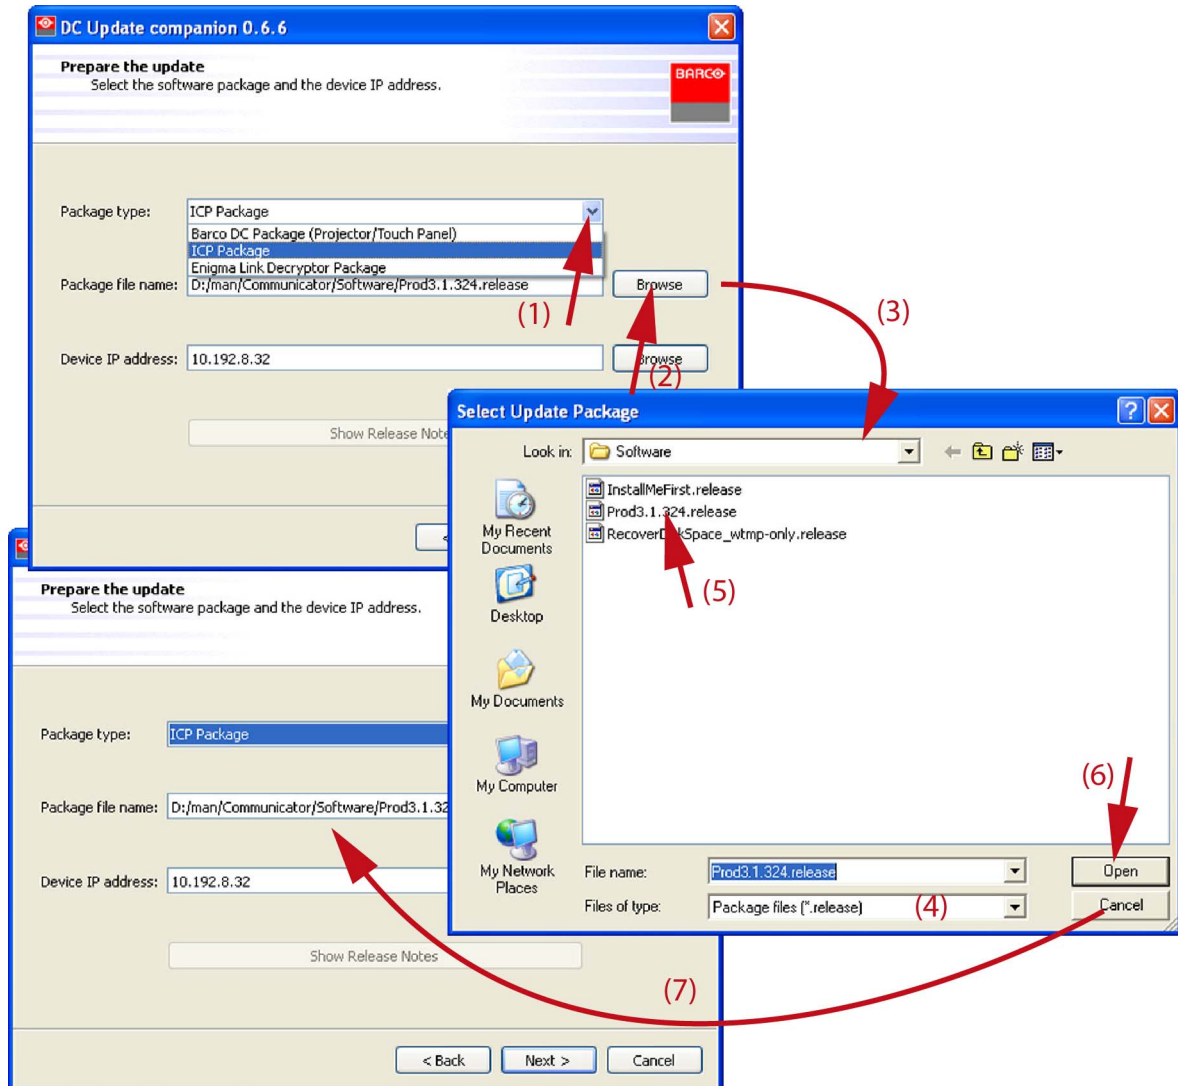 DC Update companion 0.6.6
Prepare the update
Select the software package and the device IP address.
BARCO
Package type: ICP Package
Barco DC Package (Projector/Touch Panel)
ICP Package
Enigma Link Decryptor Package
Package file name: D:/man/Communicator/Software/Prod3.1.324.release Browse
(1)
(2)
(3)
Device IP address: 10.192.8.32 Browse
Show Release Note
<
Select Update Package
Look in: Software
InstallMeFirst.release
Prod3.1.324.release
RecoverDiskSpace_wtmp-only.release
(5)
My Recent
Documents
Desktop
My Documents
My Computer
My Network
Places
(6)
File name: Prod3.1.324.release Open
Files of type: Package files (*.release) (4) Cancel
Prepare the update
Select the software package and the device IP address.
Package type: ICP Package
Package file name: D:/man/Communicator/Software/Prod3.1.32
Device IP address: 10.192.8.32
Show Release Notes
(7)
< Back Next > Cancel